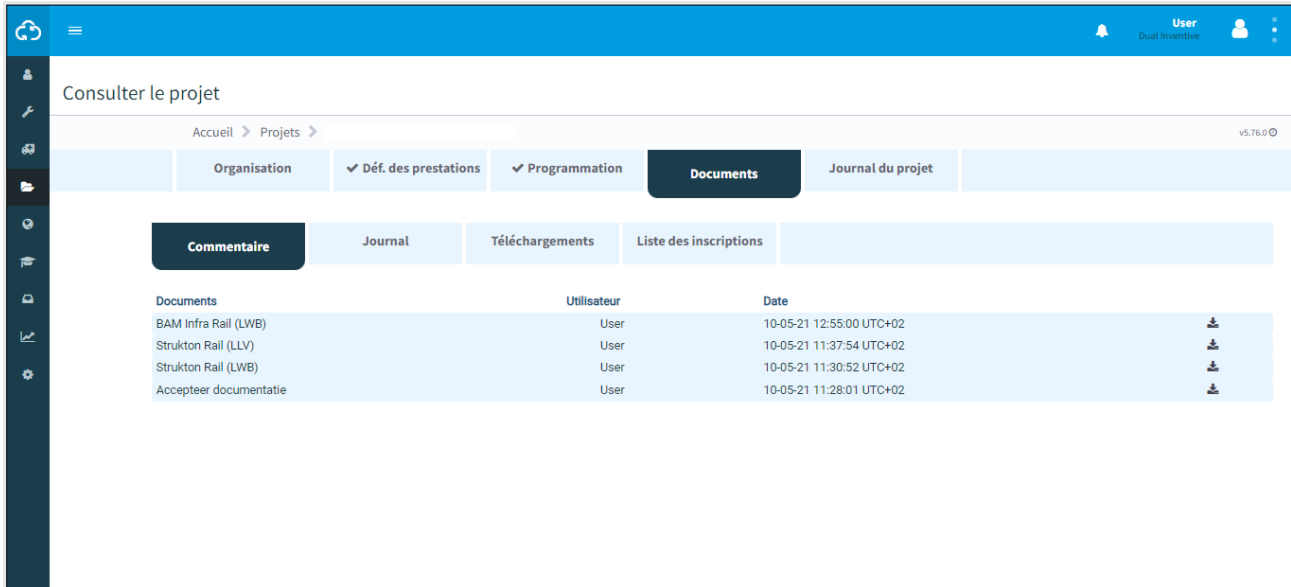 User
Dual Inventive
Consulter le projet
Accueil Projets
v5.76.0
Organisation Déf. des prestations Programmation Documents Journal du projet
Commentaire Journal Téléchargements Liste des inscriptions
Documents Utilisateur Date
BAM Infra Rail (LWB) User 10-05-21 12:55:00 UTC+02
Strukton Rail (LLV) User 10-05-21 11:37:54 UTC+02
Strukton Rail (LWB) User 10-05-21 11:30:52 UTC+02
Accepteer documentatie User 10-05-21 11:28:01 UTC+02